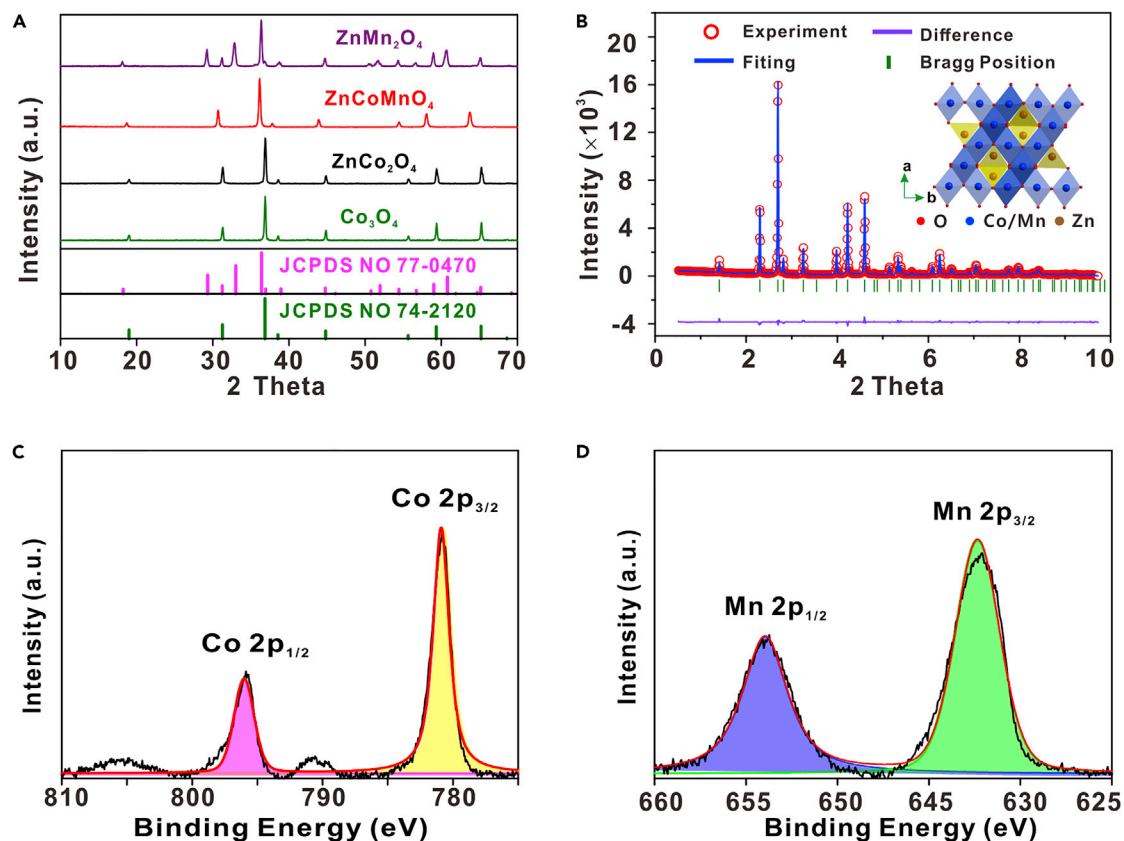 A
ZnMn2O4
ZnCoMnO4
ZnCo2O4
Co3O4
JCPDS NO 77-0470
JCPDS NO 74-2120
Intensity (a.u.)
10 20 30 40 50 60 70
2 Theta
B
Experiment
Difference
Fiting
Bragg Position
Intensity (×10³)
20
16
12
8
4
0
-4
a
b
O Co/Mn Zn
0 2 4 6 8 10
2 Theta
C
Co 2p3/2
Co 2p1/2
Intensity (a.u.)
810 800 790 780
Binding Energy (eV)
D
Mn 2p3/2
Mn 2p1/2
Intensity (a.u.)
660 655 650 645 630 625
Binding Energy (eV)